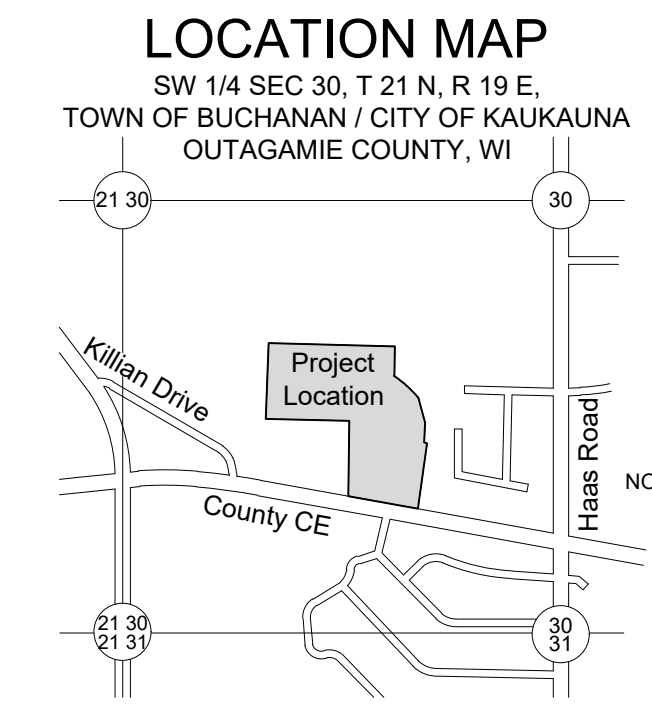 LOCATION MAP
SW 1/4 SEC 30, T 21 N, R 19 E,
TOWN OF BUCHANAN / CITY OF KAUKAUNA
OUTAGAMIE COUNTY, WI
21 30
30
Killian Drive
Project
Location
Haas Road
NO
County CE
21 30
21 31
30
31